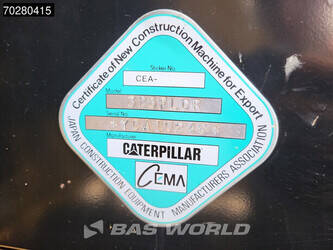 70280415
Certificate of New Construction Machine for Export
Sticker No.
CEA-
Model
Serial No.
Manufacturer
CATERPILLAR
CEMA
JAPAN CONSTRUCTION EQUIPMENT MANUFACTURERS ASSOCIATION
BAS WORLD